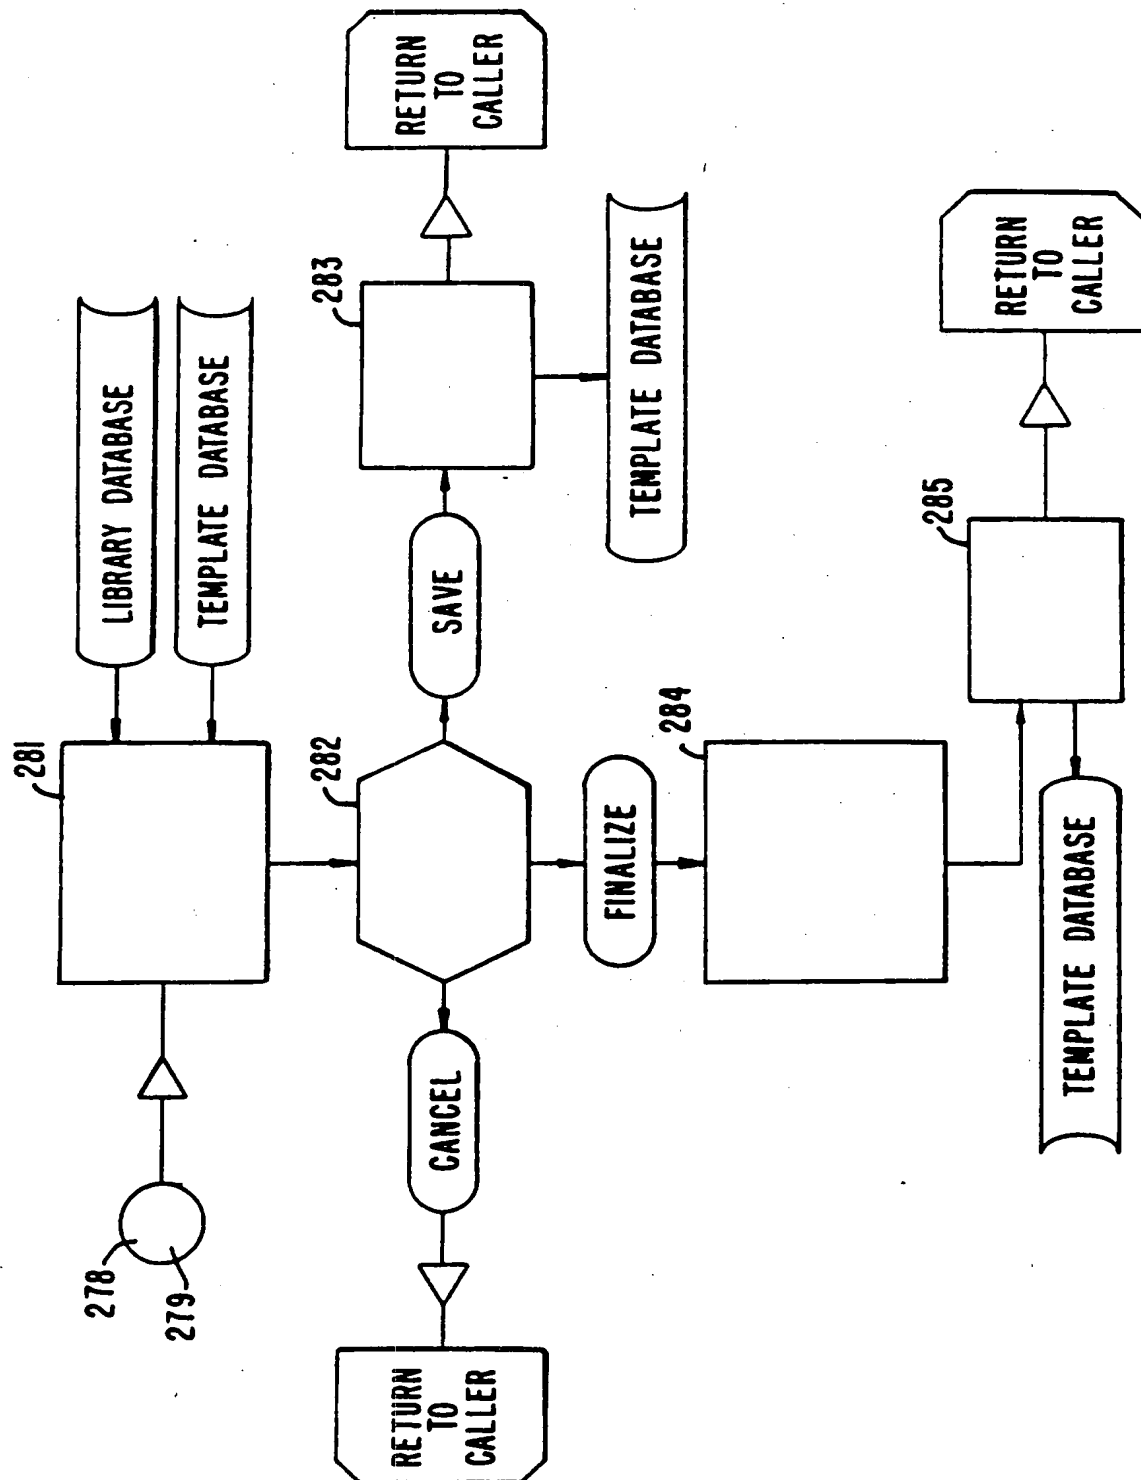 278
279
281
LIBRARY DATABASE
TEMPLATE DATABASE
282
CANCEL
RETURN
TO
CALLER
SAVE
283
RETURN
TO
CALLER
TEMPLATE DATABASE
FINALIZE
284
285
RETURN
TO
CALLER
TEMPLATE DATABASE